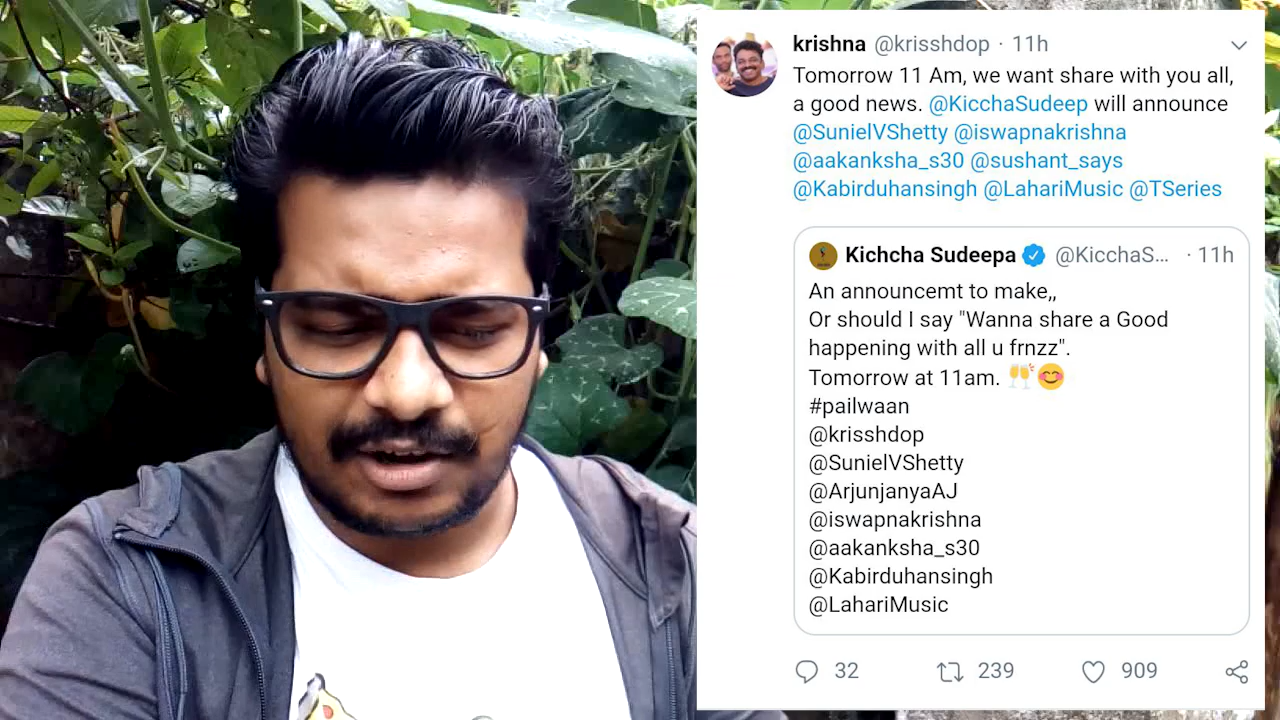 krishna @krisshdop · 11h
Tomorrow 11 Am, we want share with you all,
a good news. @KicchaSudeep will announce
@SunielVShetty @iswapnakrishna
@aakanksha_s30 @sushant_says
@Kabirduhansingh @LahariMusic @TSeries
Kichcha Sudeepa @KicchaS... · 11h
An announcemt to make,,
Or should I say "Wanna share a Good
happening with all u frnzz".
Tomorrow at 11am. 🥂😊
#pailwaan
@krisshdop
@SunielVShetty
@ArjunjanyaAJ
@iswapnakrishna
@aakanksha_s30
@Kabirduhansingh
@LahariMusic
32 239 909